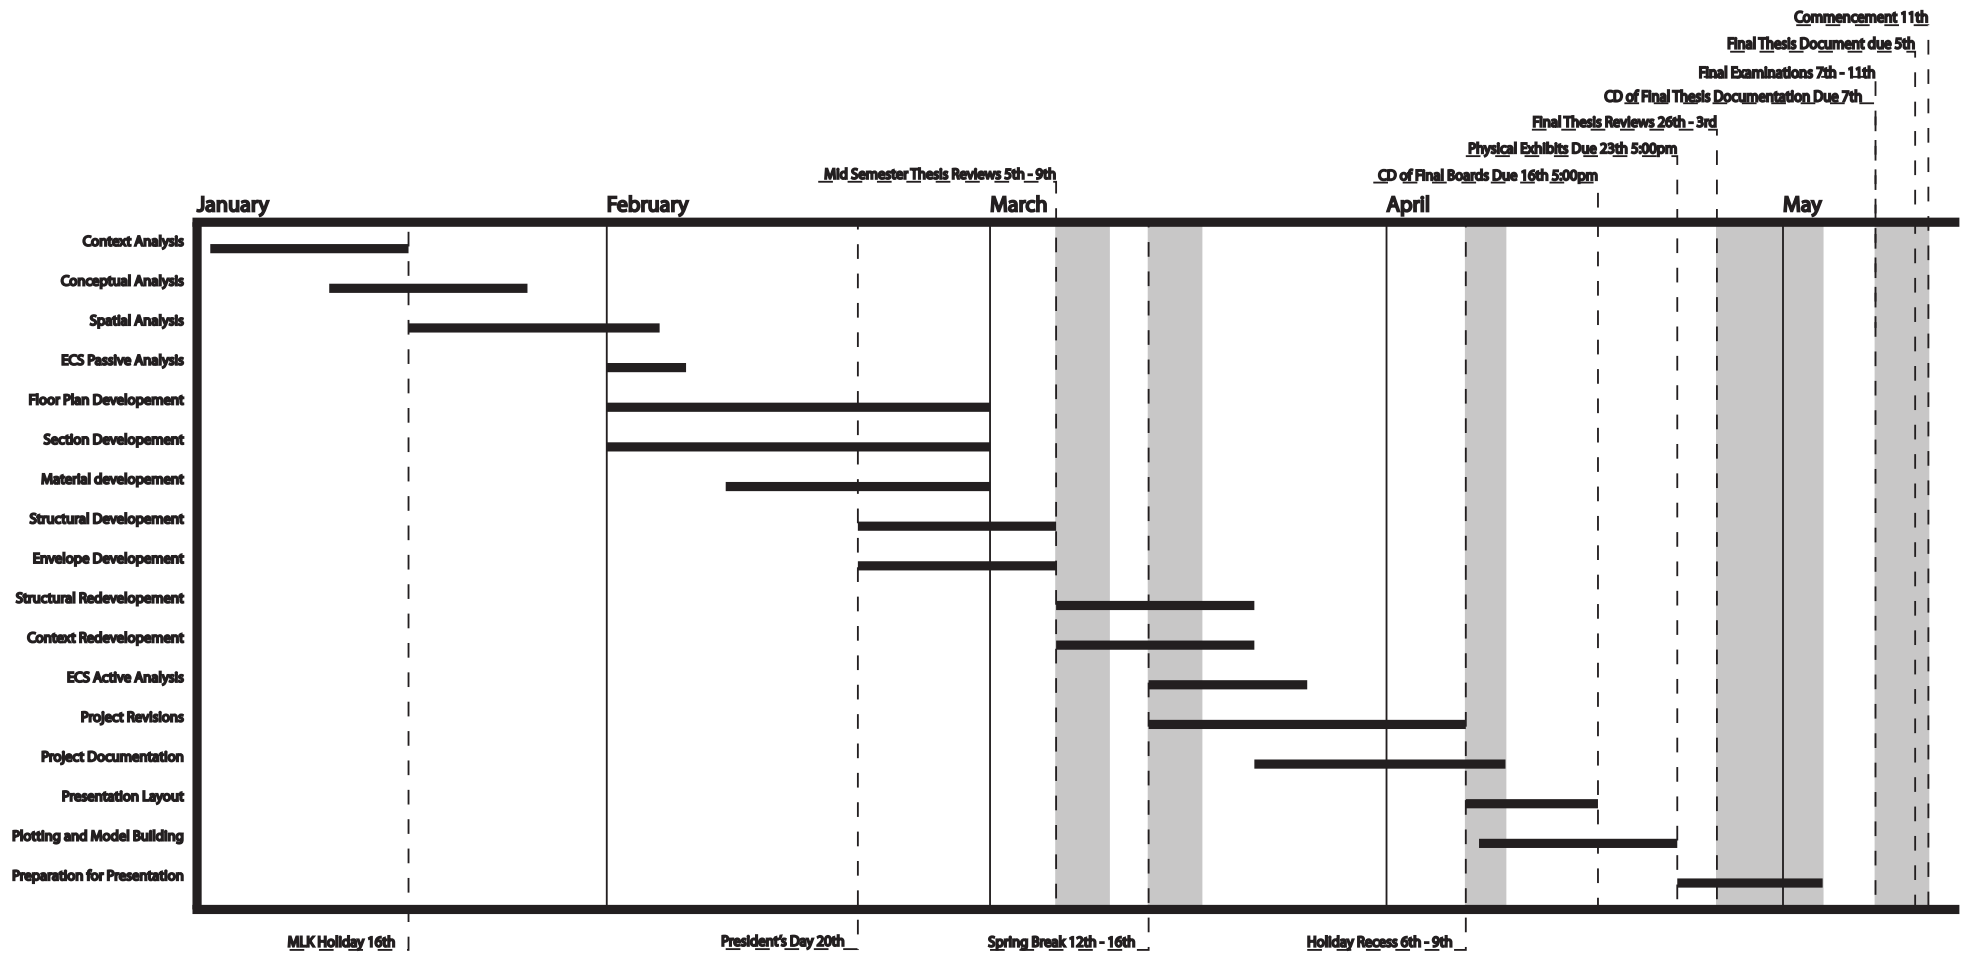 Commencement 11th
Final Thesis Document due 5th
Final Examinations 7th - 11th
CD of Final Thesis Documentation Due 7th
Final Thesis Reviews 26th - 3rd
Physical Exhibits Due 23th 5:00pm
Mid Semester Thesis Reviews 5th - 9th
CD of Final Boards Due 16th 5:00pm
January February March April May
Context Analysis
Conceptual Analysis
Spatial Analysis
ECS Passive Analysis
Floor Plan Developement
Section Developement
Material developement
Structural Developement
Envelope Developement
Structural Redevelopement
Context Redevelopement
ECS Active Analysis
Project Revisions
Project Documentation
Presentation Layout
Plotting and Model Building
Preparation for Presentation
MLK Holiday 16th
President's Day 20th
Spring Break 12th - 16th
Holiday Recess 6th - 9th